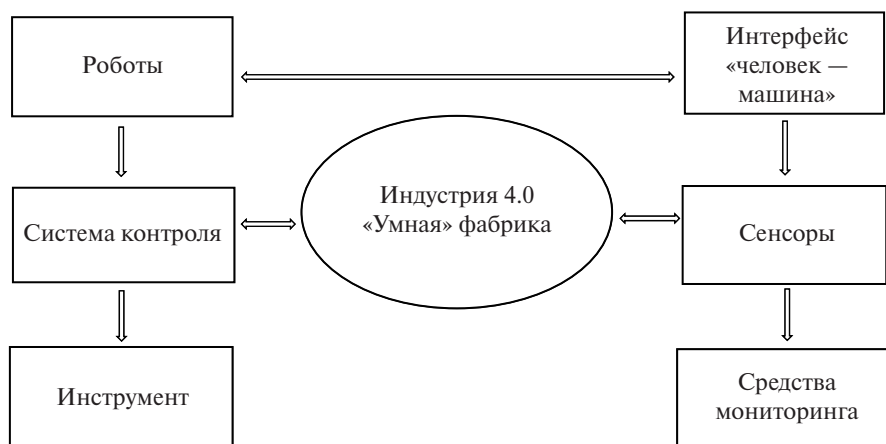 Роботы
Интерфейс
«человек —
машина»
Индустрия 4.0
«Умная» фабрика
Система контроля
Сенсоры
Инструмент
Средства
мониторинга